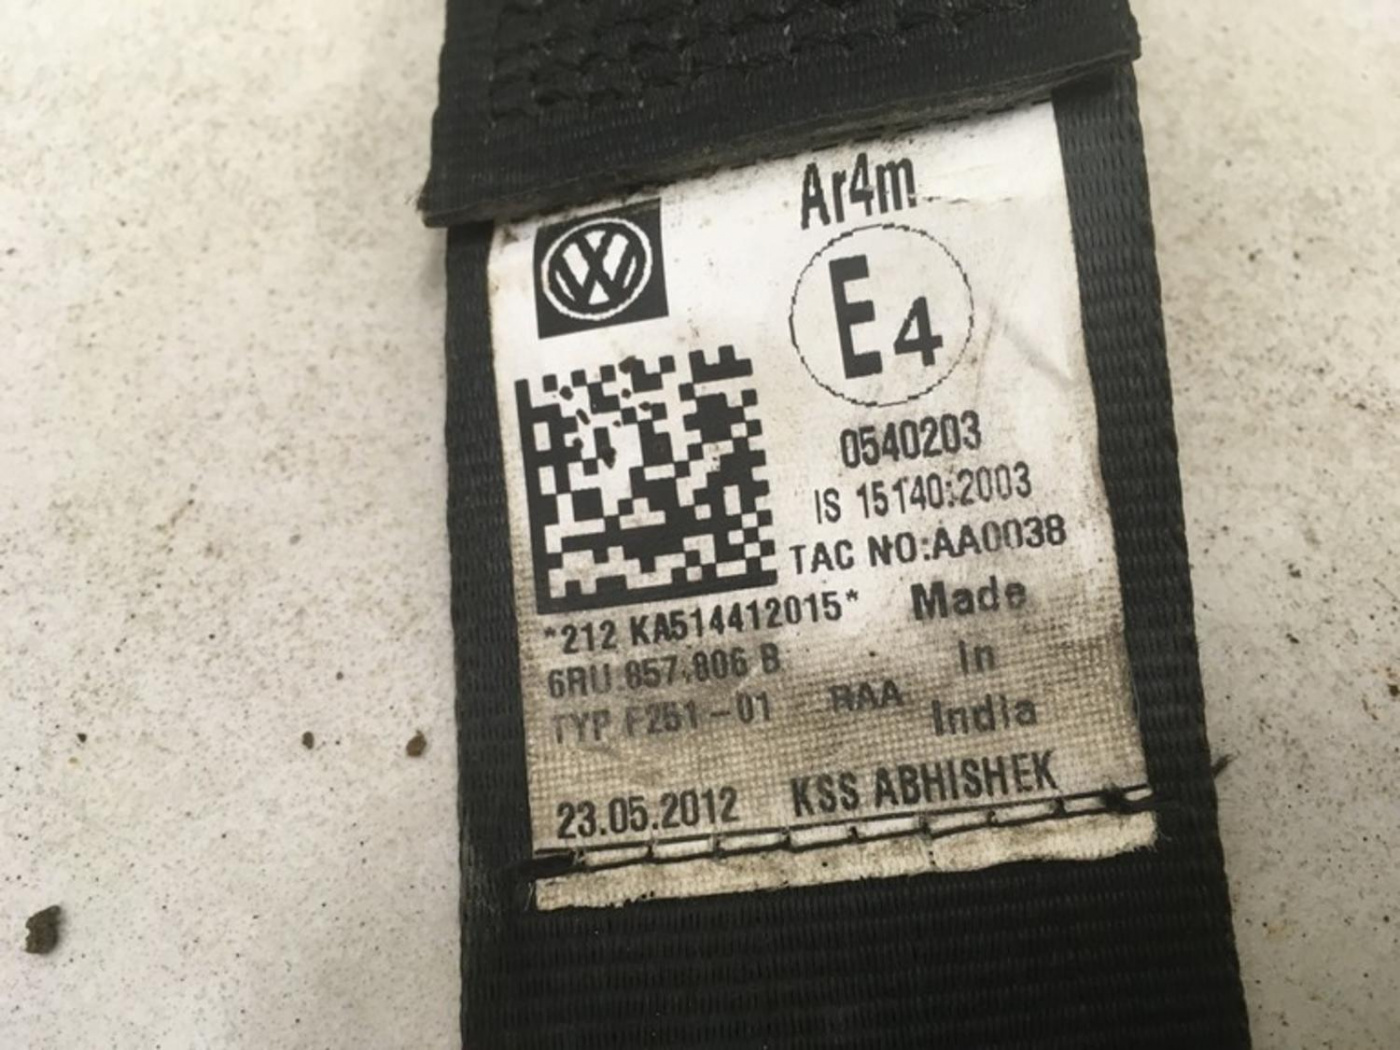 Ar4m
E4
0540203
IS 15140:2003
TAC NO:AA0038
*212 KA514412015*
Made
6RU.857.806 B
In
TYP F261-01 RAA
India
23.05.2012 KSS ABHISHEK